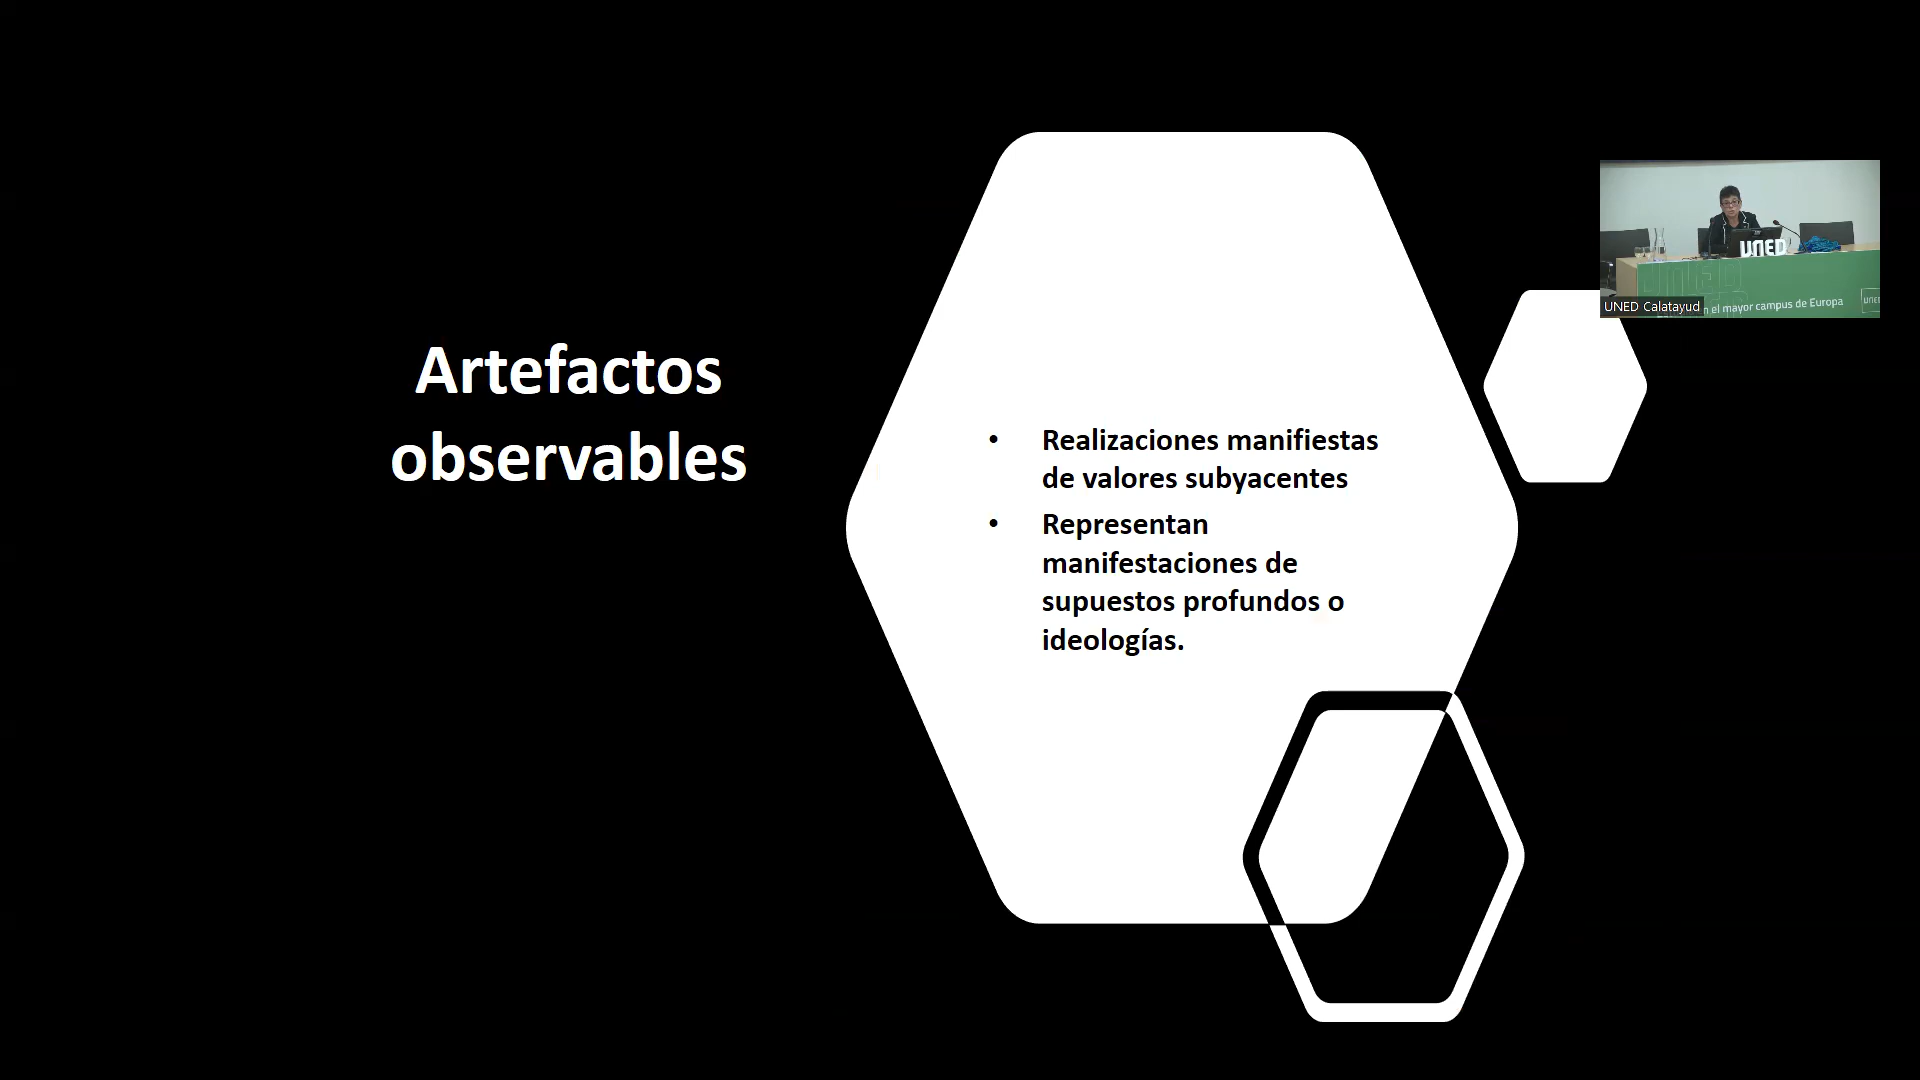 Artefactos
observables
• Realizaciones manifiestas
de valores subyacentes
• Representan
manifestaciones de
supuestos profundos o
ideologías.
UNED
UNED Calatayud
el mayor campus de Europa